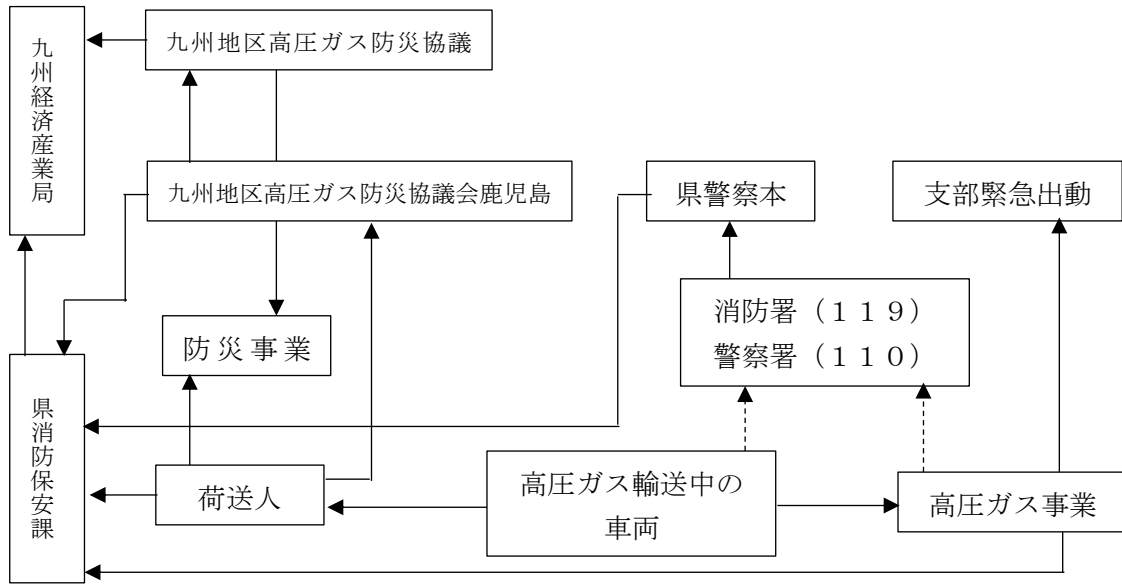 九州経済産業局
九州地区高圧ガス防災協議
九州地区高圧ガス防災協議会鹿児島
県警察本
支部緊急出動
消防署（１１９）
警察署（１１０）
防災事業
県消防保安課
荷送人
高圧ガス輸送中の
車両
高圧ガス事業